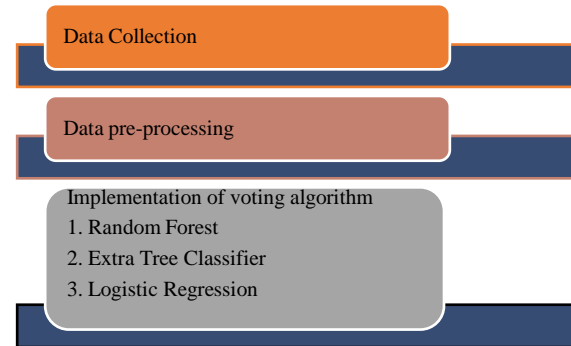 Data Collection
Data pre-processing
Implementation of voting algorithm
1. Random Forest
2. Extra Tree Classifier
3. Logistic Regression